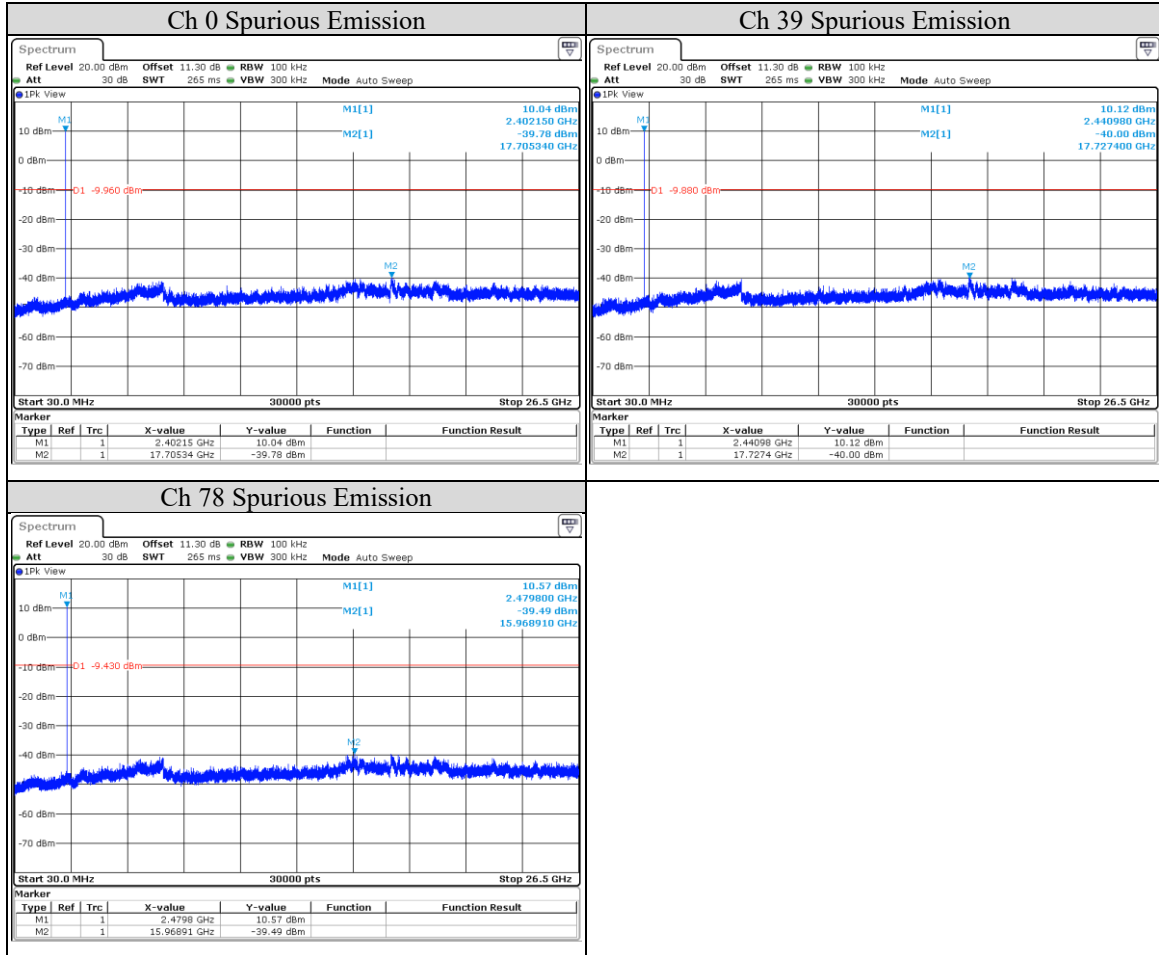 Ch 0 Spurious Emission
Spectrum
Ref Level 20.00 dBm Offset 11.30 dB RBW 100 kHz
Att 30 dB SWT 265 ms VBW 300 kHz Mode Auto Sweep
1Pk View
M1[1] 10.04 dBm
2.402150 GHz
M2[1] -39.78 dBm
17.705340 GHz
M1
10 dBm
0 dBm
-10 dBm
D1 -9.960 dBm
-20 dBm
-30 dBm
M2
-40 dBm
-60 dBm
-70 dBm
Start 30.0 MHz 30000 pts Stop 26.5 GHz
Marker
Type Ref Trc X-value Y-value Function Function Result
M1 1 2.40215 GHz 10.04 dBm
M2 1 17.70534 GHz -39.78 dBm
Ch 39 Spurious Emission
Spectrum
Ref Level 20.00 dBm Offset 11.30 dB RBW 100 kHz
Att 30 dB SWT 265 ms VBW 300 kHz Mode Auto Sweep
1Pk View
M1[1] 10.12 dBm
2.440980 GHz
M2[1] -40.00 dBm
17.727400 GHz
M1
10 dBm
0 dBm
-10 dBm
D1 -9.880 dBm
-20 dBm
-30 dBm
M2
-40 dBm
-60 dBm
-70 dBm
Start 30.0 MHz 30000 pts Stop 26.5 GHz
Marker
Type Ref Trc X-value Y-value Function Function Result
M1 1 2.44098 GHz 10.12 dBm
M2 1 17.7274 GHz -40.00 dBm
Ch 78 Spurious Emission
Spectrum
Ref Level 20.00 dBm Offset 11.30 dB RBW 100 kHz
Att 30 dB SWT 265 ms VBW 300 kHz Mode Auto Sweep
1Pk View
M1[1] 10.57 dBm
2.479800 GHz
M2[1] -39.49 dBm
15.968910 GHz
M1
10 dBm
0 dBm
-10 dBm
D1 -9.430 dBm
-20 dBm
-30 dBm
M2
-40 dBm
-60 dBm
-70 dBm
Start 30.0 MHz 30000 pts Stop 26.5 GHz
Marker
Type Ref Trc X-value Y-value Function Function Result
M1 1 2.4798 GHz 10.57 dBm
M2 1 15.96891 GHz -39.49 dBm